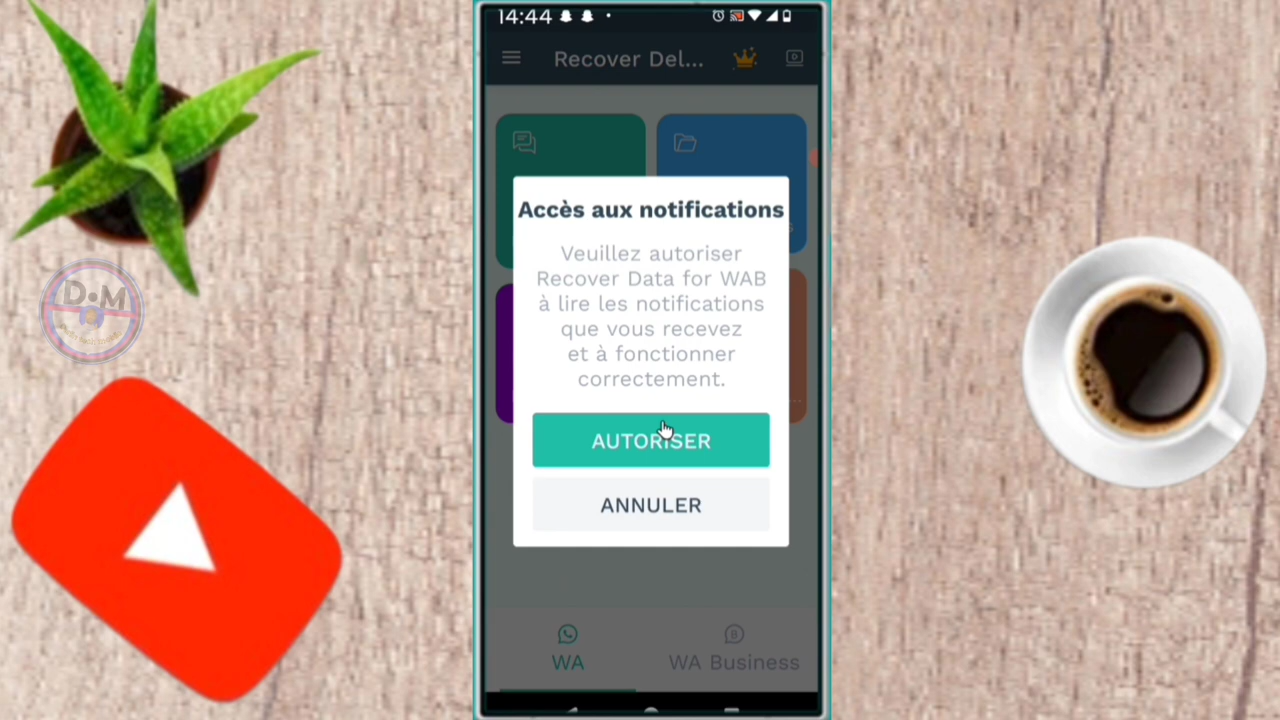 14:44
Recover Del...
Accès aux notifications
Veuillez autoriser
Recover Data for WAB
à lire les notifications
que vous recevez
et à fonctionner
correctement.
AUTORISER
ANNULER
WA
WA Business
D•M